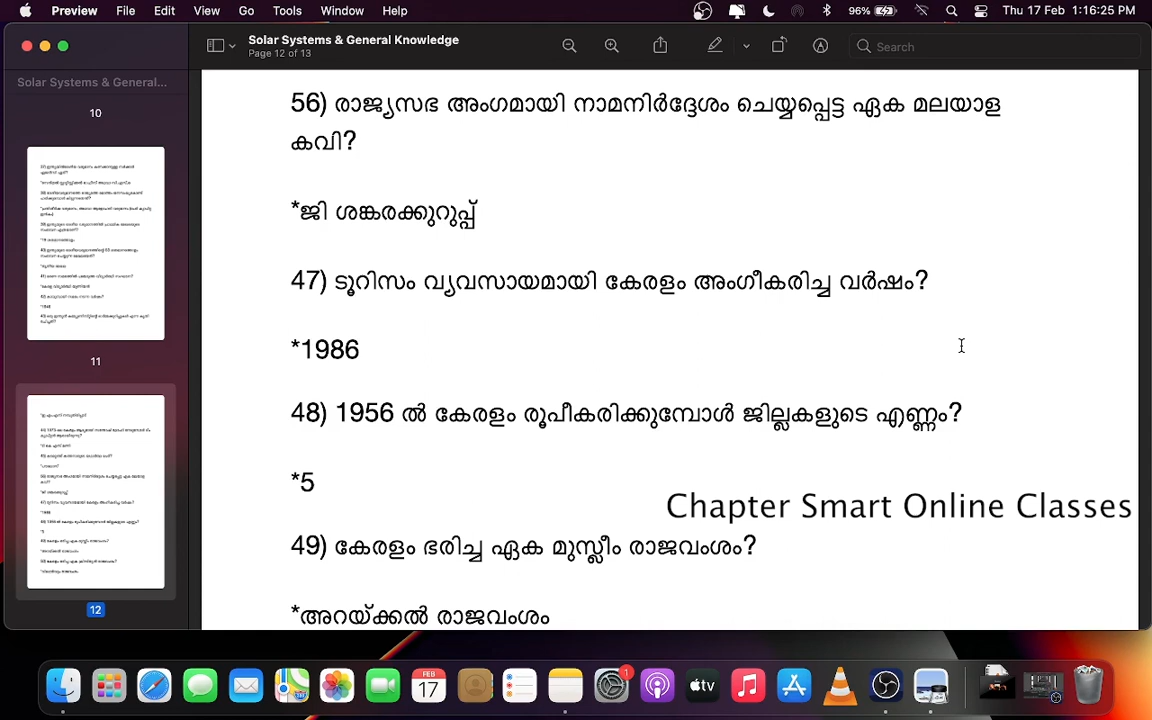 Preview File Edit View Go Tools Window Help 96% Thu 17 Feb 1:16:25 PM
Solar Systems & General Knowledge
Page 12 of 13
Search
Solar Systems & General...
10
11
12
56) രാജ്യസഭ അംഗമായി നാമനിർദ്ദേശം ചെയ്യപ്പെട്ട ഏക മലയാള
കവി?
*ജി ശങ്കരക്കുറുപ്പ്
47) ടൂറിസം വ്യവസായമായി കേരളം അംഗീകരിച്ച വർഷം?
*1986
48) 1956 ൽ കേരളം രൂപീകരിക്കുമ്പോൾ ജില്ലകളുടെ എണ്ണം?
*5
Chapter Smart Online Classes
49) കേരളം ഭരിച്ച ഏക മുസ്ലീം രാജവംശം?
*അറയ്ക്കൽ രാജവംശം
FEB
17
1
tv